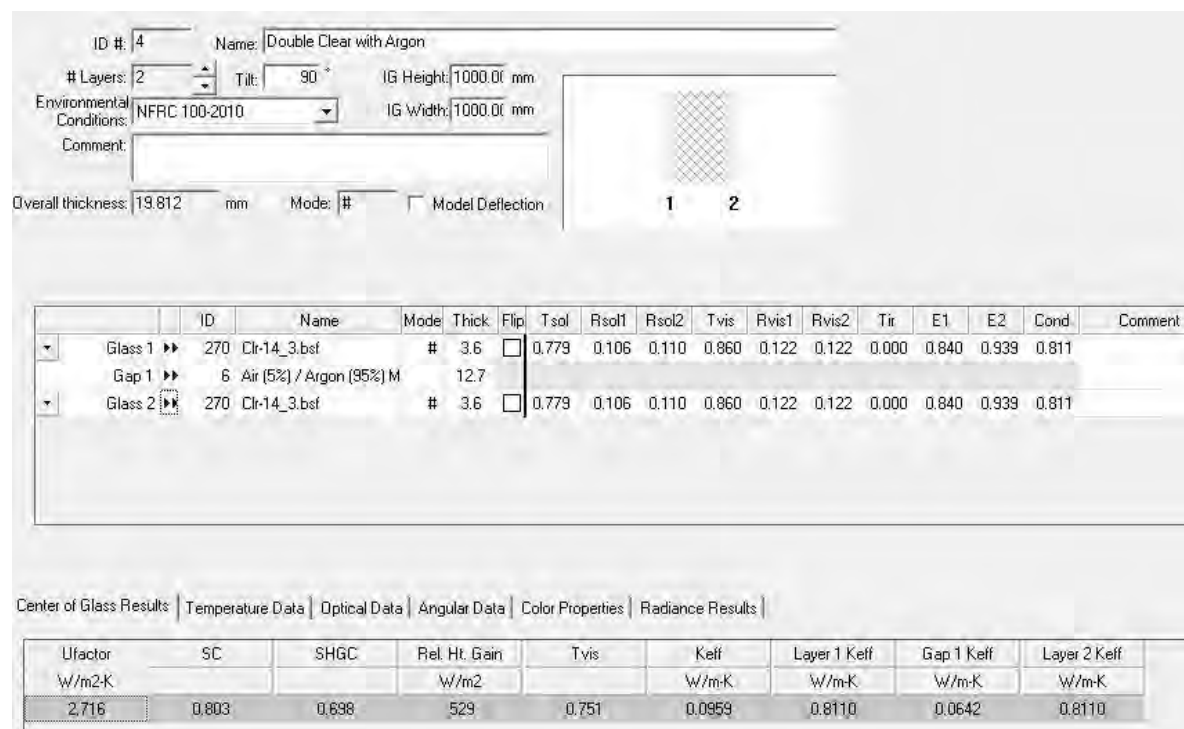 ID #: 4 Name: Double Clear with Argon
# Layers: 2 Tilt: 90 ° IG Height: 1000.00 mm
Environmental Conditions: NFRC 100-2010 IG Width: 1000.00 mm
Comment:
Overall thickness: 19.812 mm Mode: # Model Deflection
1 2
ID Name Mode Thick Flip Tsol Rsol1 Rsol2 Tvis Rvis1 Rvis2 Tir E1 E2 Cond Comment
Glass 1 270 Clr-14_3.bsf # 3.6 0.779 0.106 0.110 0.860 0.122 0.122 0.000 0.840 0.939 0.811
Gap 1 6 Air (5%) / Argon (95%) M 12.7
Glass 2 270 Clr-14_3.bsf # 3.6 0.779 0.106 0.110 0.860 0.122 0.122 0.000 0.840 0.939 0.811
Center of Glass Results Temperature Data Optical Data Angular Data Color Properties Radiance Results
Ufactor SC SHGC Rel. Ht. Gain Tvis Keff Layer 1 Keff Gap 1 Keff Layer 2 Keff
W/m2-K W/m2 W/m-K W/m-K W/m-K W/m-K
2.716 0.803 0.698 529 0.751 0.0959 0.8110 0.0642 0.8110